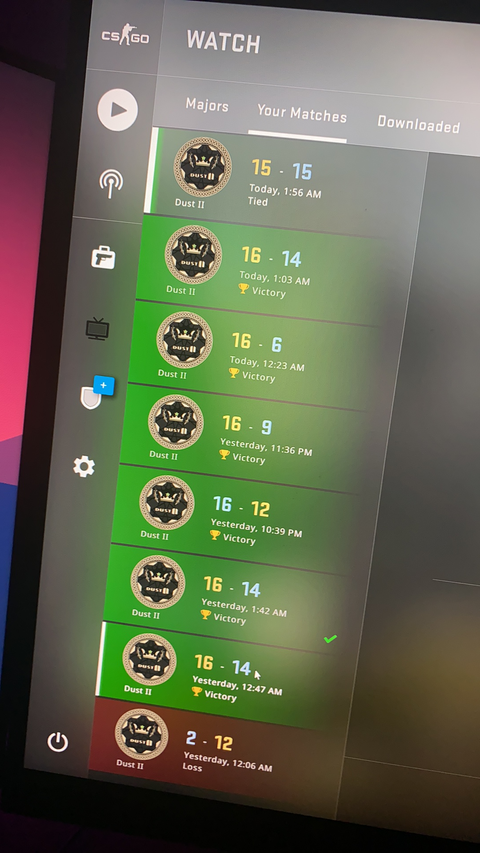 CS GO
WATCH
Majors
Your Matches
Downloaded
DUST II
Dust II
15 - 15
Today, 1:56 AM
Tied
DUST II
Dust II
16 - 14
Today, 1:03 AM
Victory
DUST II
Dust II
16 - 6
Today, 12:23 AM
Victory
DUST II
Dust II
16 - 9
Yesterday, 11:36 PM
Victory
DUST II
Dust II
16 - 12
Yesterday, 10:39 PM
Victory
DUST II
Dust II
16 - 14
Yesterday, 1:42 AM
Victory
DUST II
Dust II
16 - 14
Yesterday, 12:47 AM
Victory
DUST II
Dust II
2 - 12
Yesterday, 12:06 AM
Loss